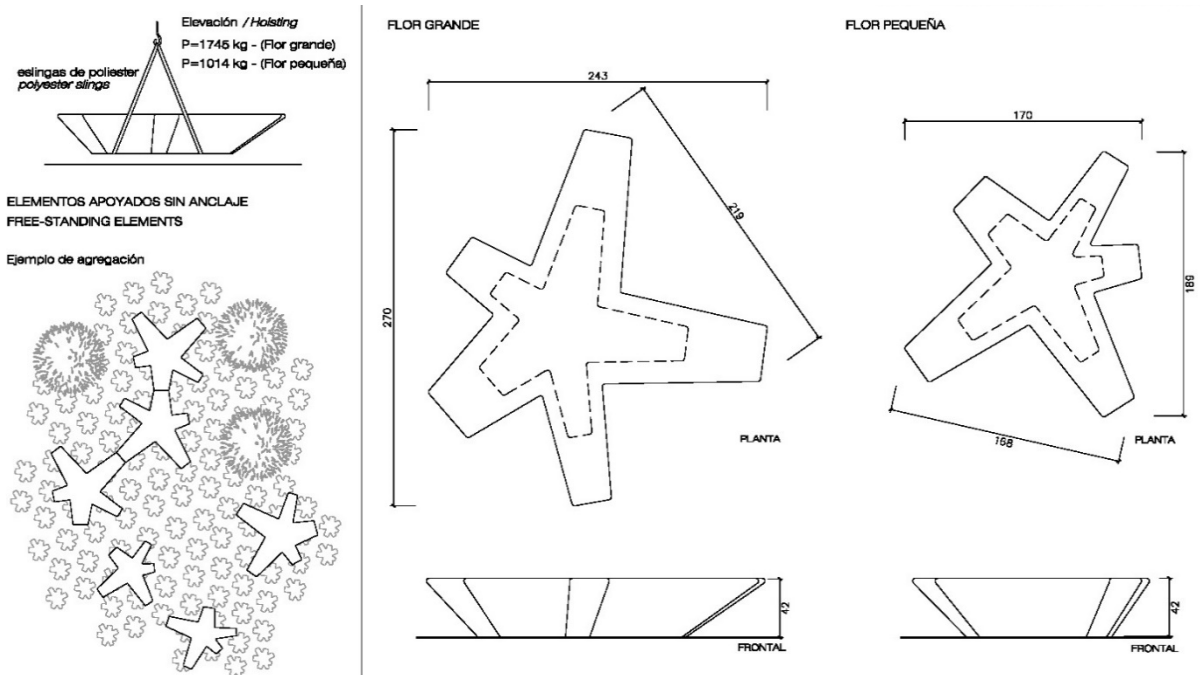 Elevación / Hoisting
P=1745 kg - (Flor grande)
P=1014 kg - (Flor pequeña)
eslingas de poliester
polyester slings
ELEMENTOS APOYADOS SIN ANCLAJE
FREE-STANDING ELEMENTS
Ejemplo de agregación
FLOR GRANDE
243
219
270
PLANTA
42
FRONTAL
FLOR PEQUEÑA
170
189
168
PLANTA
42
FRONTAL